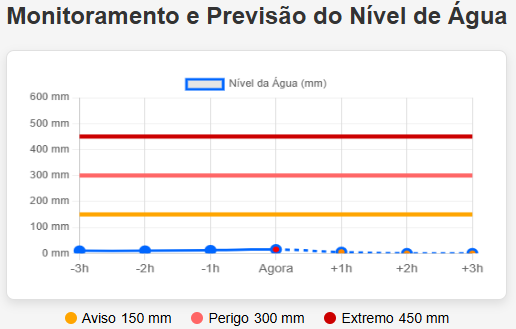 Monitoramento e Previsão do Nível de Água
Nível da Água (mm)
600 mm
500 mm
400 mm
300 mm
200 mm
100 mm
0 mm
-3h -2h -1h Agora +1h +2h +3h
Aviso 150 mm Perigo 300 mm Extremo 450 mm